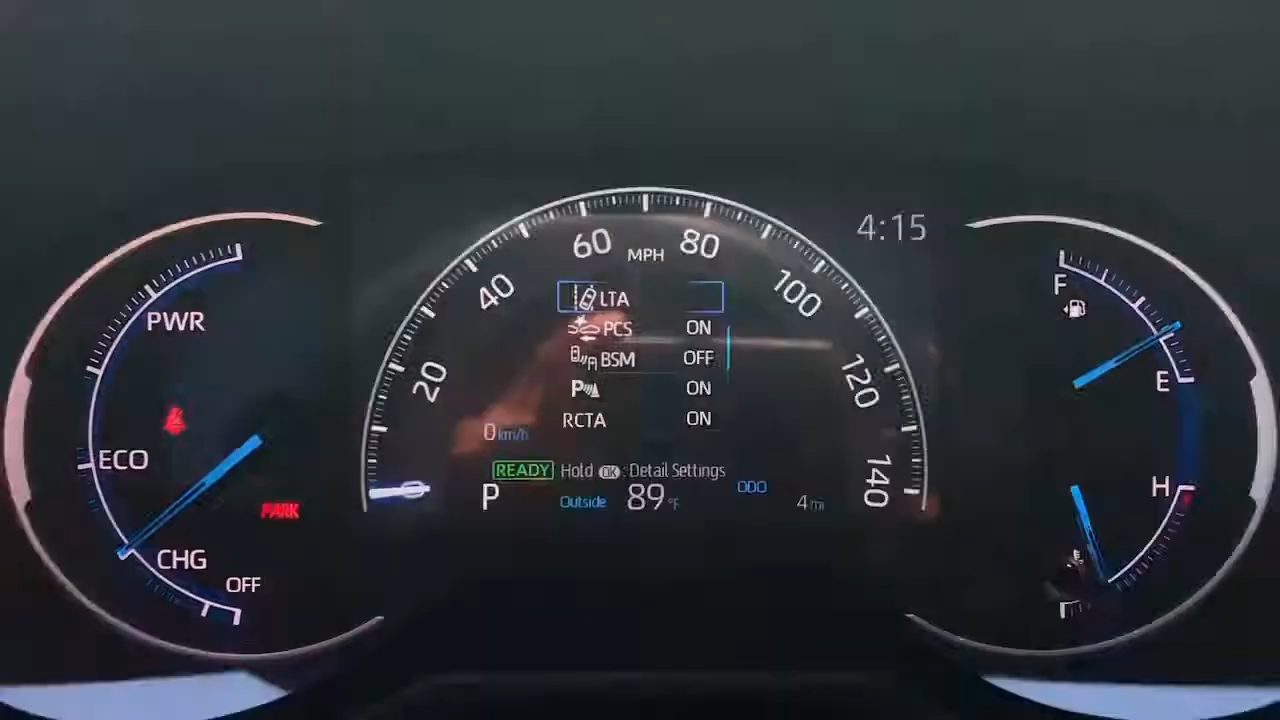 4:15
60 MPH 80
40 100
20 120
0 140
LTA
PCS ON
BSM OFF
P ON
RCTA ON
0 km/h
READY Hold OK : Detail Settings
P Outside 89 °F ODO 4 mi
PWR
ECO
PARK
CHG
OFF
F
E
H